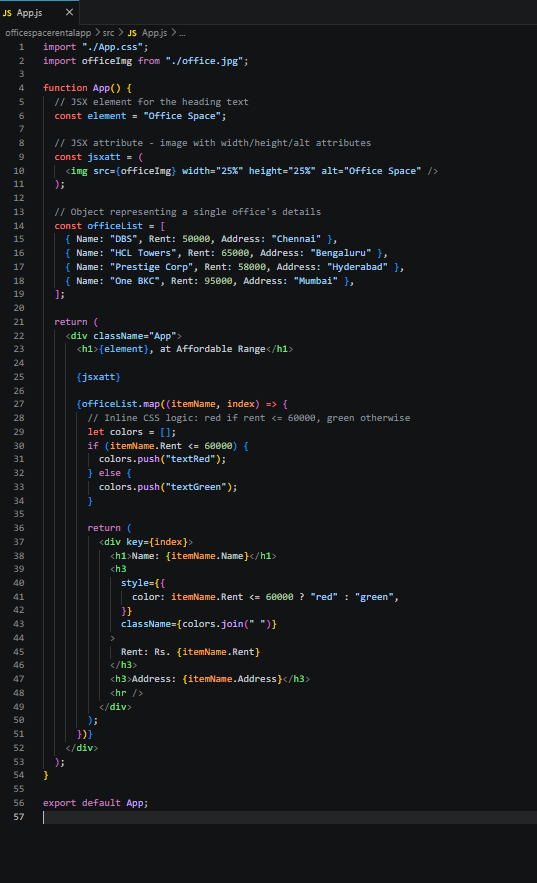 JS App.js ×
officespacerentalapp > src > JS App.js > ...
1 import "./App.css";
2 import officeImg from "./office.jpg";
3
4 function App() {
5 // JSX element for the heading text
6 const element = "Office Space";
7
8 // JSX attribute - image with width/height/alt attributes
9 const jsxatt = (
10 <img src={officeImg} width="25%" height="25%" alt="Office Space" />
11 );
12
13 // Object representing a single office's details
14 const officeList = [
15 { Name: "DBS", Rent: 50000, Address: "Chennai" },
16 { Name: "HCL Towers", Rent: 65000, Address: "Bengaluru" },
17 { Name: "Prestige Corp", Rent: 58000, Address: "Hyderabad" },
18 { Name: "One BKC", Rent: 95000, Address: "Mumbai" },
19 ];
20
21 return (
22 <div className="App">
23 <h1>{element}, at Affordable Range</h1>
24
25 {jsxatt}
26
27 {officeList.map((itemName, index) => {
28 // Inline CSS logic: red if rent <= 60000, green otherwise
29 let colors = [];
30 if (itemName.Rent <= 60000) {
31 colors.push("textRed");
32 } else {
33 colors.push("textGreen");
34 }
35
36 return (
37 <div key={index}>
38 <h1>Name: {itemName.Name}</h1>
39 <h3
40 style={{
41 color: itemName.Rent <= 60000 ? "red" : "green",
42 }}
43 className={colors.join(" ")}
44 >
45 Rent: Rs. {itemName.Rent}
46 </h3>
47 <h3>Address: {itemName.Address}</h3>
48 <hr />
49 </div>
50 );
51 })}
52 </div>
53 );
54 }
55
56 export default App;
57